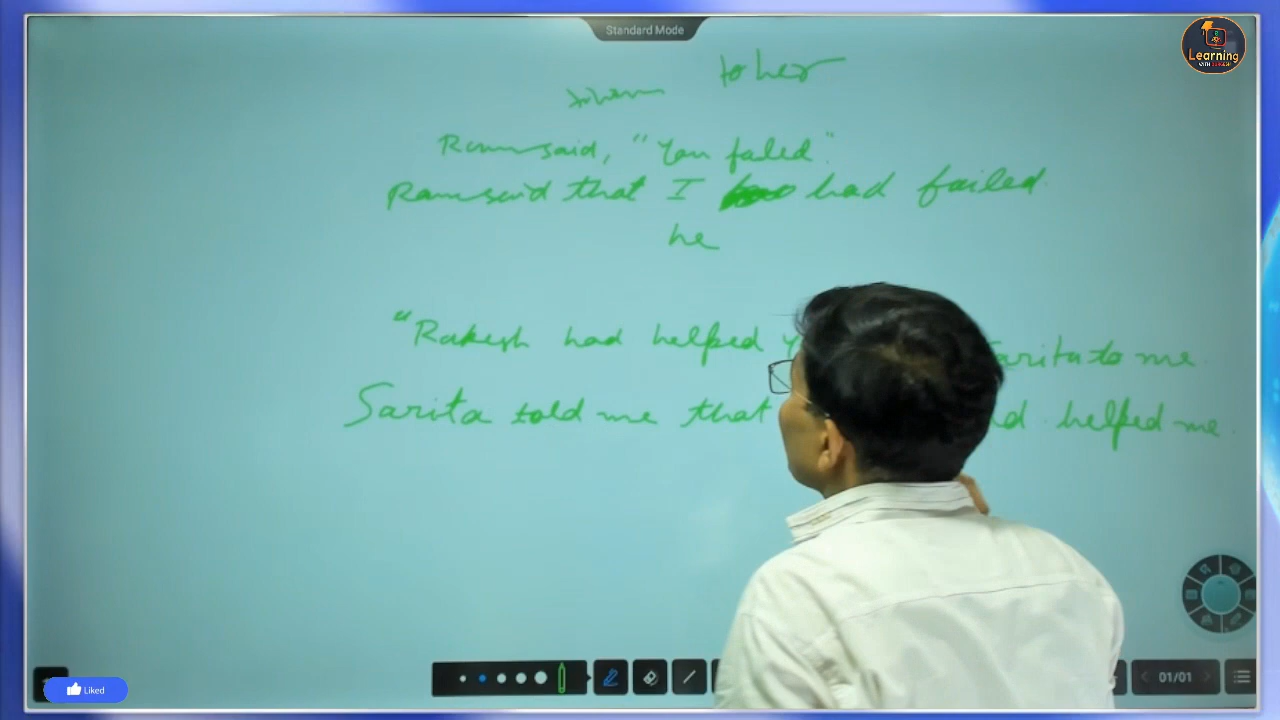 Standard Mode
Learning
to her
Ram said, "You failed"
Ram said that I had failed
he
"Rakesh had helped Sarita to me
Sarita told me that helped me
01/01
Liked